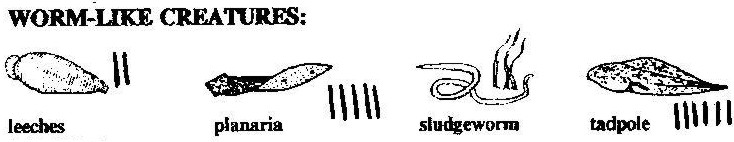 WORM-LIKE CREATURES:
leeches planaria sludgeworm tadpole